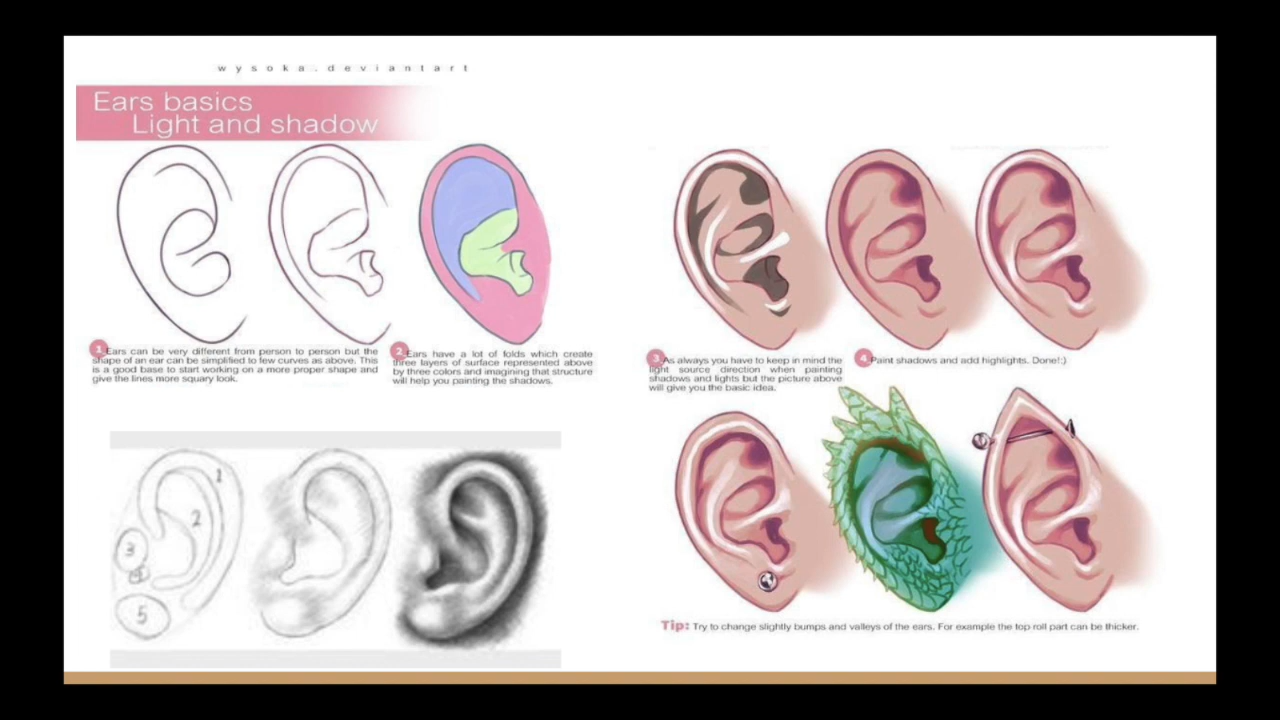 wysoka.deviantart
Ears basics
Light and shadow
1 Ears can be very different from person to person but the
shape of an ear can be simplified to few curves as above. This
is a good base to start working on a more proper shape and
give the lines more squary look.
2 Ears have a lot of folds which create
three layers of surface represented above
by three colors and imagining that structure
will help you painting the shadows.
3 As always you have to keep in mind the
light source direction when painting
shadows and lights but the picture above
will give you the basic idea.
4 Paint shadows and add highlights. Done!:)
1
2
3
4
5
Tip: Try to change slightly bumps and valleys of the ears. For example the top roll part can be thicker.